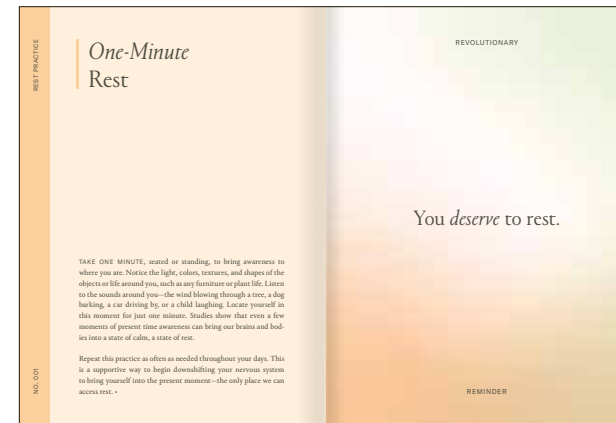 REST PRACTICE
One-Minute
Rest
TAKE ONE MINUTE, seated or standing, to bring awareness to
where you are. Notice the light, colors, textures, and shapes of the
objects or life around you, such as any furniture or plant life. Listen
to the sounds around you—the wind blowing through a tree, a dog
barking, a car driving by, or a child laughing. Locate yourself in
this moment for just one minute. Studies show that even a few
moments of present time awareness can bring our brains and bod-
ies into a state of calm, a state of rest.
Repeat this practice as often as needed throughout your days. This
is a supportive way to begin downshifting your nervous system
to bring yourself into the present moment—the only place we can
access rest. •
NO. 001
REVOLUTIONARY
You deserve to rest.
REMINDER